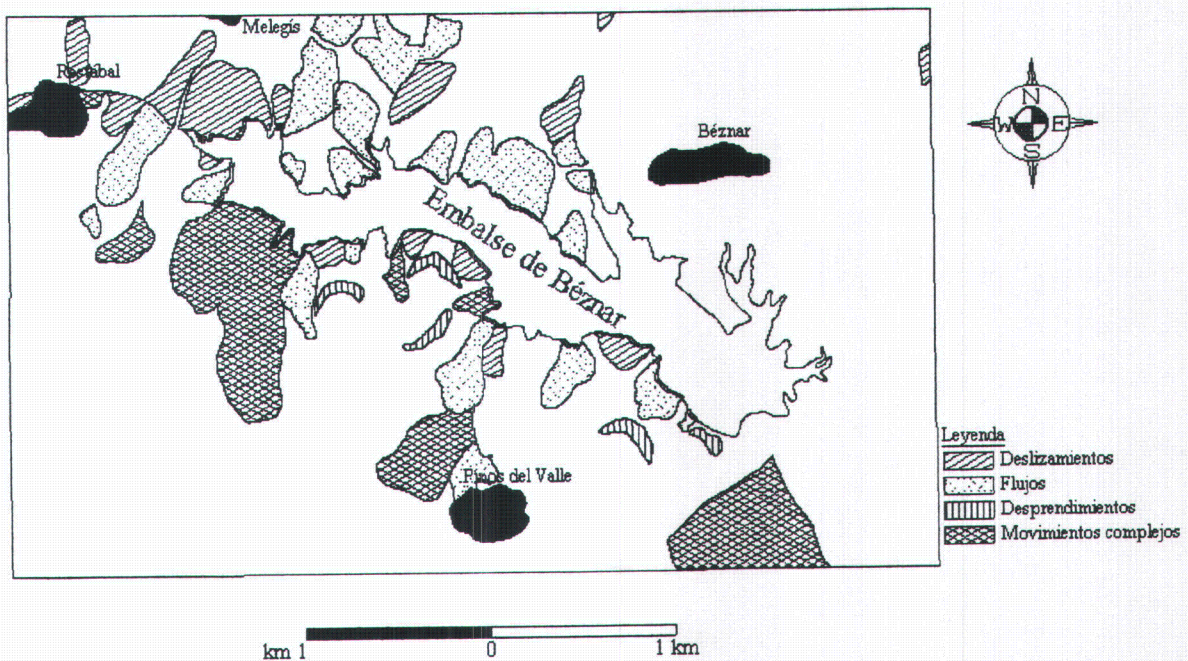 Melegís
Restábal
Béznar
N
W E
S
Embalse de Béznar
Pinos del Valle
Leyenda
Deslizamientos
Flujos
Desprendimientos
Movimientos complejos
km 1 0 1 km